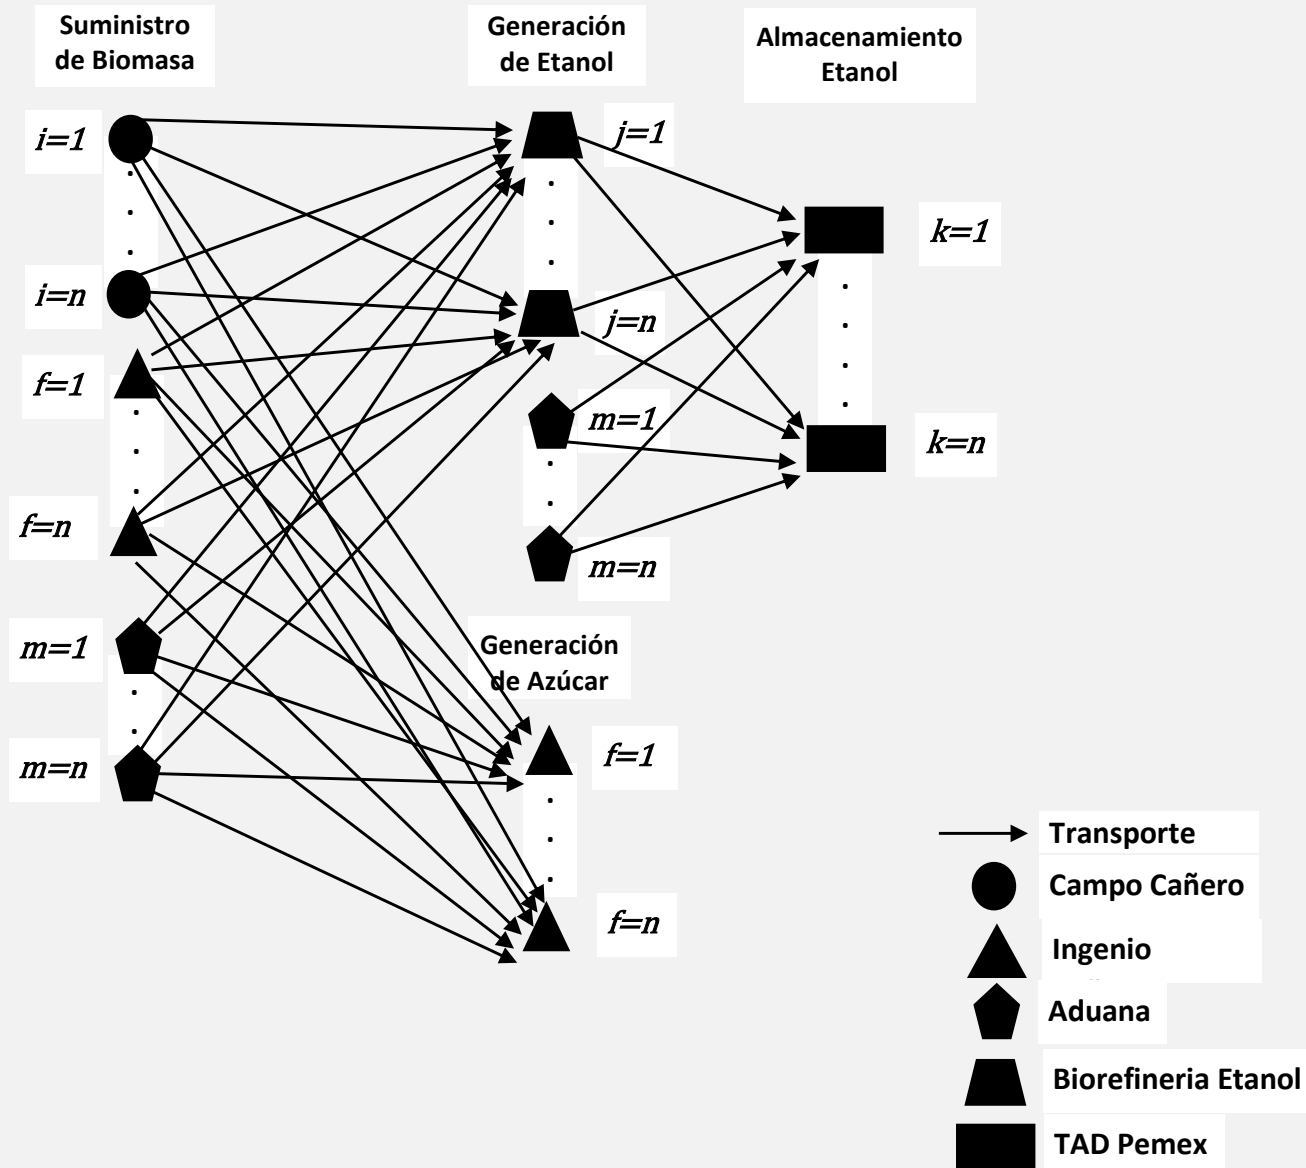 Suministro
de Biomasa
Generación
de Etanol
Almacenamiento
Etanol
i=1
j=1
k=1
i=n
j=n
f=1
m=1
k=n
f=n
m=n
m=1
Generación
de Azúcar
m=n
f=1
f=n
Transporte
Campo Cañero
Ingenio
Aduana
Biorefineria Etanol
TAD Pemex